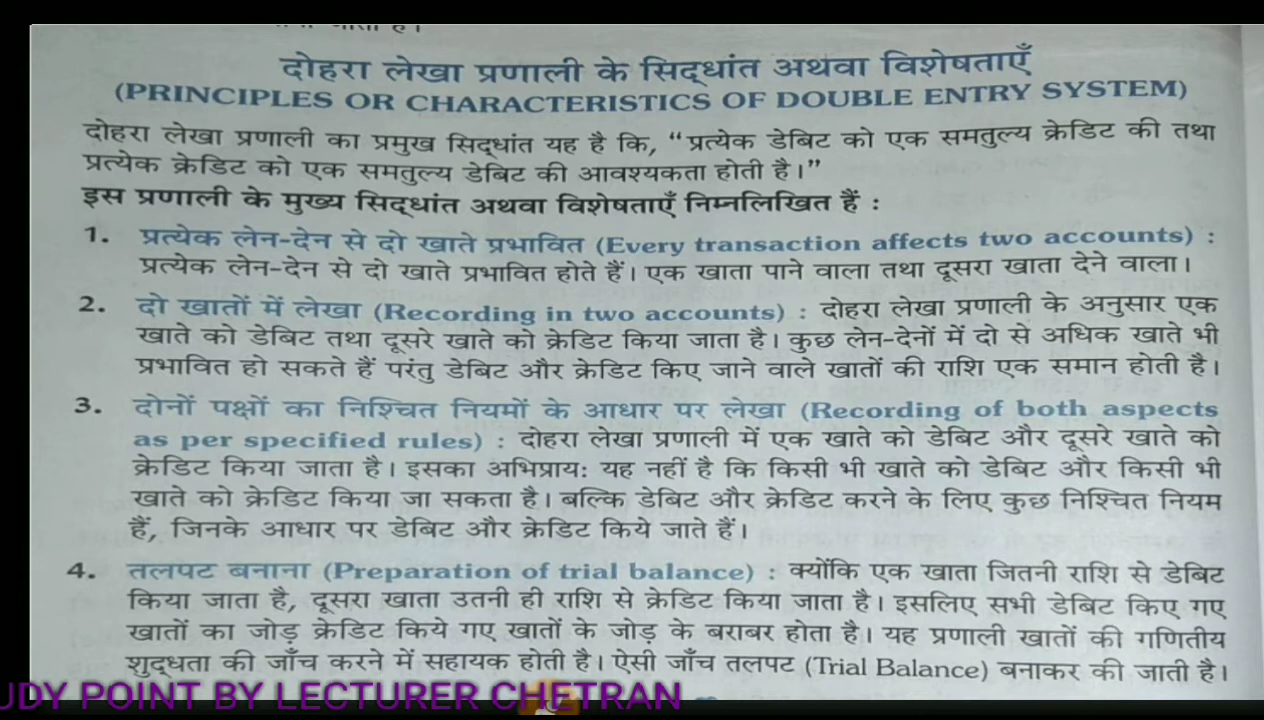 दोहरा लेखा प्रणाली के सिद्धांत अथवा विशेषताएँ
(PRINCIPLES OR CHARACTERISTICS OF DOUBLE ENTRY SYSTEM)
दोहरा लेखा प्रणाली का प्रमुख सिद्धांत यह है कि, “प्रत्येक डेबिट को एक समतुल्य क्रेडिट की तथा
प्रत्येक क्रेडिट को एक समतुल्य डेबिट की आवश्यकता होती है।”
इस प्रणाली के मुख्य सिद्धांत अथवा विशेषताएँ निम्नलिखित हैं :
1. प्रत्येक लेन-देन से दो खाते प्रभावित (Every transaction affects two accounts) :
प्रत्येक लेन-देन से दो खाते प्रभावित होते हैं। एक खाता पाने वाला तथा दूसरा खाता देने वाला।
2. दो खातों में लेखा (Recording in two accounts) : दोहरा लेखा प्रणाली के अनुसार एक
खाते को डेबिट तथा दूसरे खाते को क्रेडिट किया जाता है। कुछ लेन-देनों में दो से अधिक खाते भी
प्रभावित हो सकते हैं परंतु डेबिट और क्रेडिट किए जाने वाले खातों की राशि एक समान होती है।
3. दोनों पक्षों का निश्चित नियमों के आधार पर लेखा (Recording of both aspects
as per specified rules) : दोहरा लेखा प्रणाली में एक खाते को डेबिट और दूसरे खाते को
क्रेडिट किया जाता है। इसका अभिप्राय: यह नहीं है कि किसी भी खाते को डेबिट और किसी भी
खाते को क्रेडिट किया जा सकता है। बल्कि डेबिट और क्रेडिट करने के लिए कुछ निश्चित नियम
हैं, जिनके आधार पर डेबिट और क्रेडिट किये जाते हैं।
4. तलपट बनाना (Preparation of trial balance) : क्योंकि एक खाता जितनी राशि से डेबिट
किया जाता है, दूसरा खाता उतनी ही राशि से क्रेडिट किया जाता है। इसलिए सभी डेबिट किए गए
खातों का जोड़ क्रेडिट किये गए खातों के जोड़ के बराबर होता है। यह प्रणाली खातों की गणितीय
शुद्धता की जाँच करने में सहायक होती है। ऐसी जाँच तलपट (Trial Balance) बनाकर की जाती है।
UDY POINT BY LECTURER CHETRAN